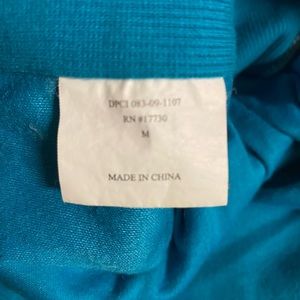 DPCI 083-09-1107
RN #17730
M
MADE IN CHINA